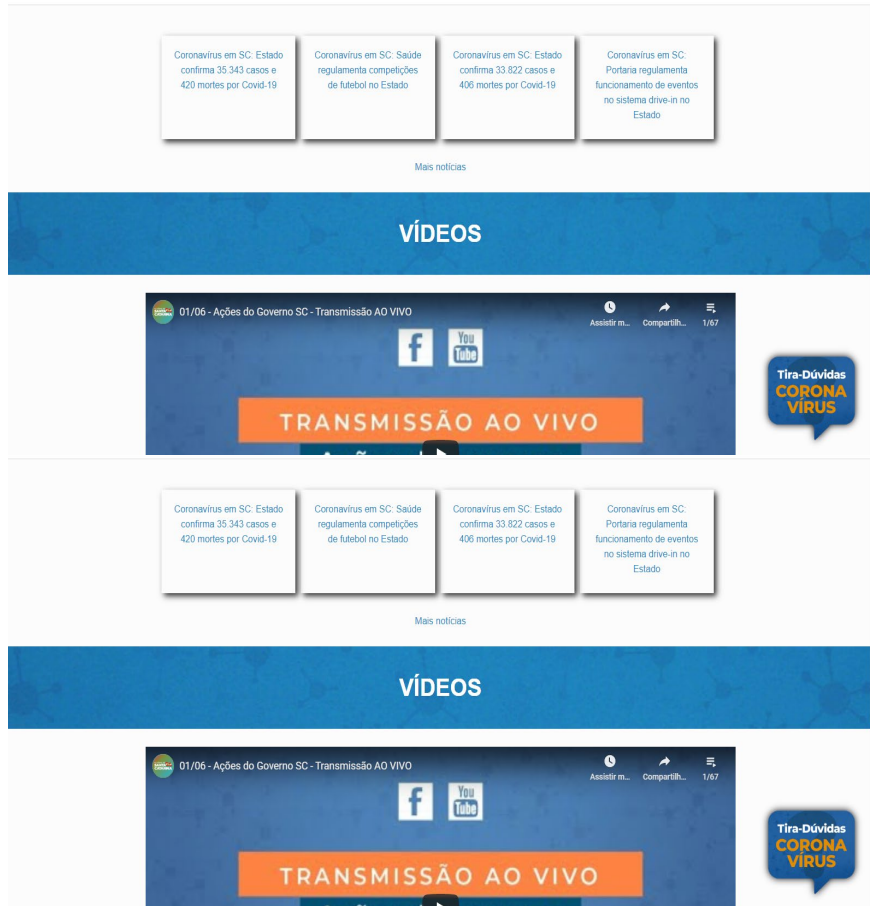 Coronavírus em SC: Estado
confirma 35.343 casos e
420 mortes por Covid-19
Coronavírus em SC: Saúde
regulamenta competições
de futebol no Estado
Coronavírus em SC: Estado
confirma 33.822 casos e
406 mortes por Covid-19
Coronavírus em SC:
Portaria regulamenta
funcionamento de eventos
no sistema drive-in no
Estado
Mais notícias
VÍDEOS
01/06 - Ações do Governo SC - Transmissão AO VIVO
Assistir m...
Compartilh...
1/67
f
You
Tube
TRANSMISSÃO AO VIVO
Tira-Dúvidas
CORONA
VÍRUS
Coronavírus em SC: Estado
confirma 35.343 casos e
420 mortes por Covid-19
Coronavírus em SC: Saúde
regulamenta competições
de futebol no Estado
Coronavírus em SC: Estado
confirma 33.822 casos e
406 mortes por Covid-19
Coronavírus em SC:
Portaria regulamenta
funcionamento de eventos
no sistema drive-in no
Estado
Mais notícias
VÍDEOS
01/06 - Ações do Governo SC - Transmissão AO VIVO
Assistir m...
Compartilh...
1/67
f
You
Tube
TRANSMISSÃO AO VIVO
Tira-Dúvidas
CORONA
VÍRUS